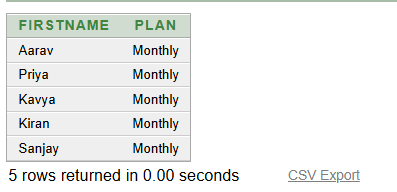 FIRSTNAME PLAN
Aarav Monthly
Priya Monthly
Kavya Monthly
Kiran Monthly
Sanjay Monthly
5 rows returned in 0.00 seconds CSV Export